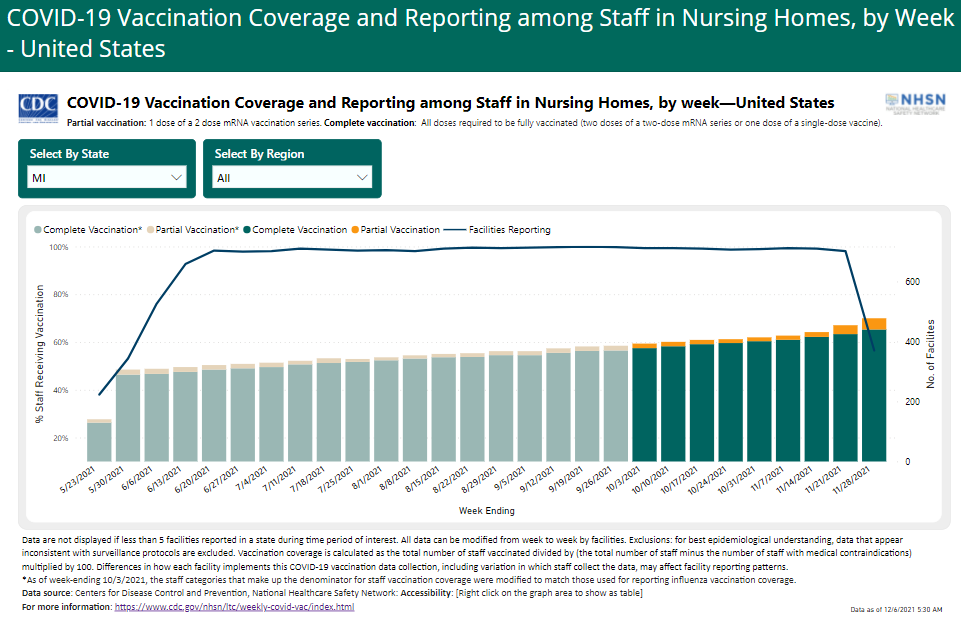 COVID-19 Vaccination Coverage and Reporting among Staff in Nursing Homes, by Week
- United States
CDC
COVID-19 Vaccination Coverage and Reporting among Staff in Nursing Homes, by week—United States
NHSN
NATIONAL HEALTHCARE
SAFETY NETWORK
Partial vaccination: 1 dose of a 2 dose mRNA vaccination series. Complete vaccination: All doses required to be fully vaccinated (two doses of a two-dose mRNA series or one dose of a single-dose vaccine).
Select By State
MI
Select By Region
All
Complete Vaccination* Partial Vaccination* Complete Vaccination Partial Vaccination Facilities Reporting
% Staff Receiving Vaccination
100%
80%
60%
40%
20%
600
400
200
0
No. of Facilites
5/23/2021 5/30/2021 6/6/2021 6/13/2021 6/20/2021 6/27/2021 7/4/2021 7/11/2021 7/18/2021 7/25/2021 8/1/2021 8/8/2021 8/15/2021 8/22/2021 8/29/2021 9/5/2021 9/12/2021 9/19/2021 9/26/2021 10/3/2021 10/10/2021 10/17/2021 10/24/2021 10/31/2021 11/7/2021 11/14/2021 11/21/2021 11/28/2021
Week Ending
Data are not displayed if less than 5 facilities reported in a state during time period of interest. All data can be modified from week to week by facilities. Exclusions: for best epidemiological understanding, data that appear
inconsistent with surveillance protocols are excluded. Vaccination coverage is calculated as the total number of staff vaccinated divided by (the total number of staff minus the number of staff with medical contraindications)
multiplied by 100. Differences in how each facility implements this COVID-19 vaccination data collection, including variation in which staff collect the data, may affect facility reporting patterns.
*As of week-ending 10/3/2021, the staff categories that make up the denominator for staff vaccination coverage were modified to match those used for reporting influenza vaccination coverage.
Data source: Centers for Disease Control and Prevention, National Healthcare Safety Network: Accessibility: [Right click on the graph area to show as table]
For more information: https://www.cdc.gov/nhsn/ltc/weekly-covid-vac/index.html
Data as of 12/6/2021 5:30 AM